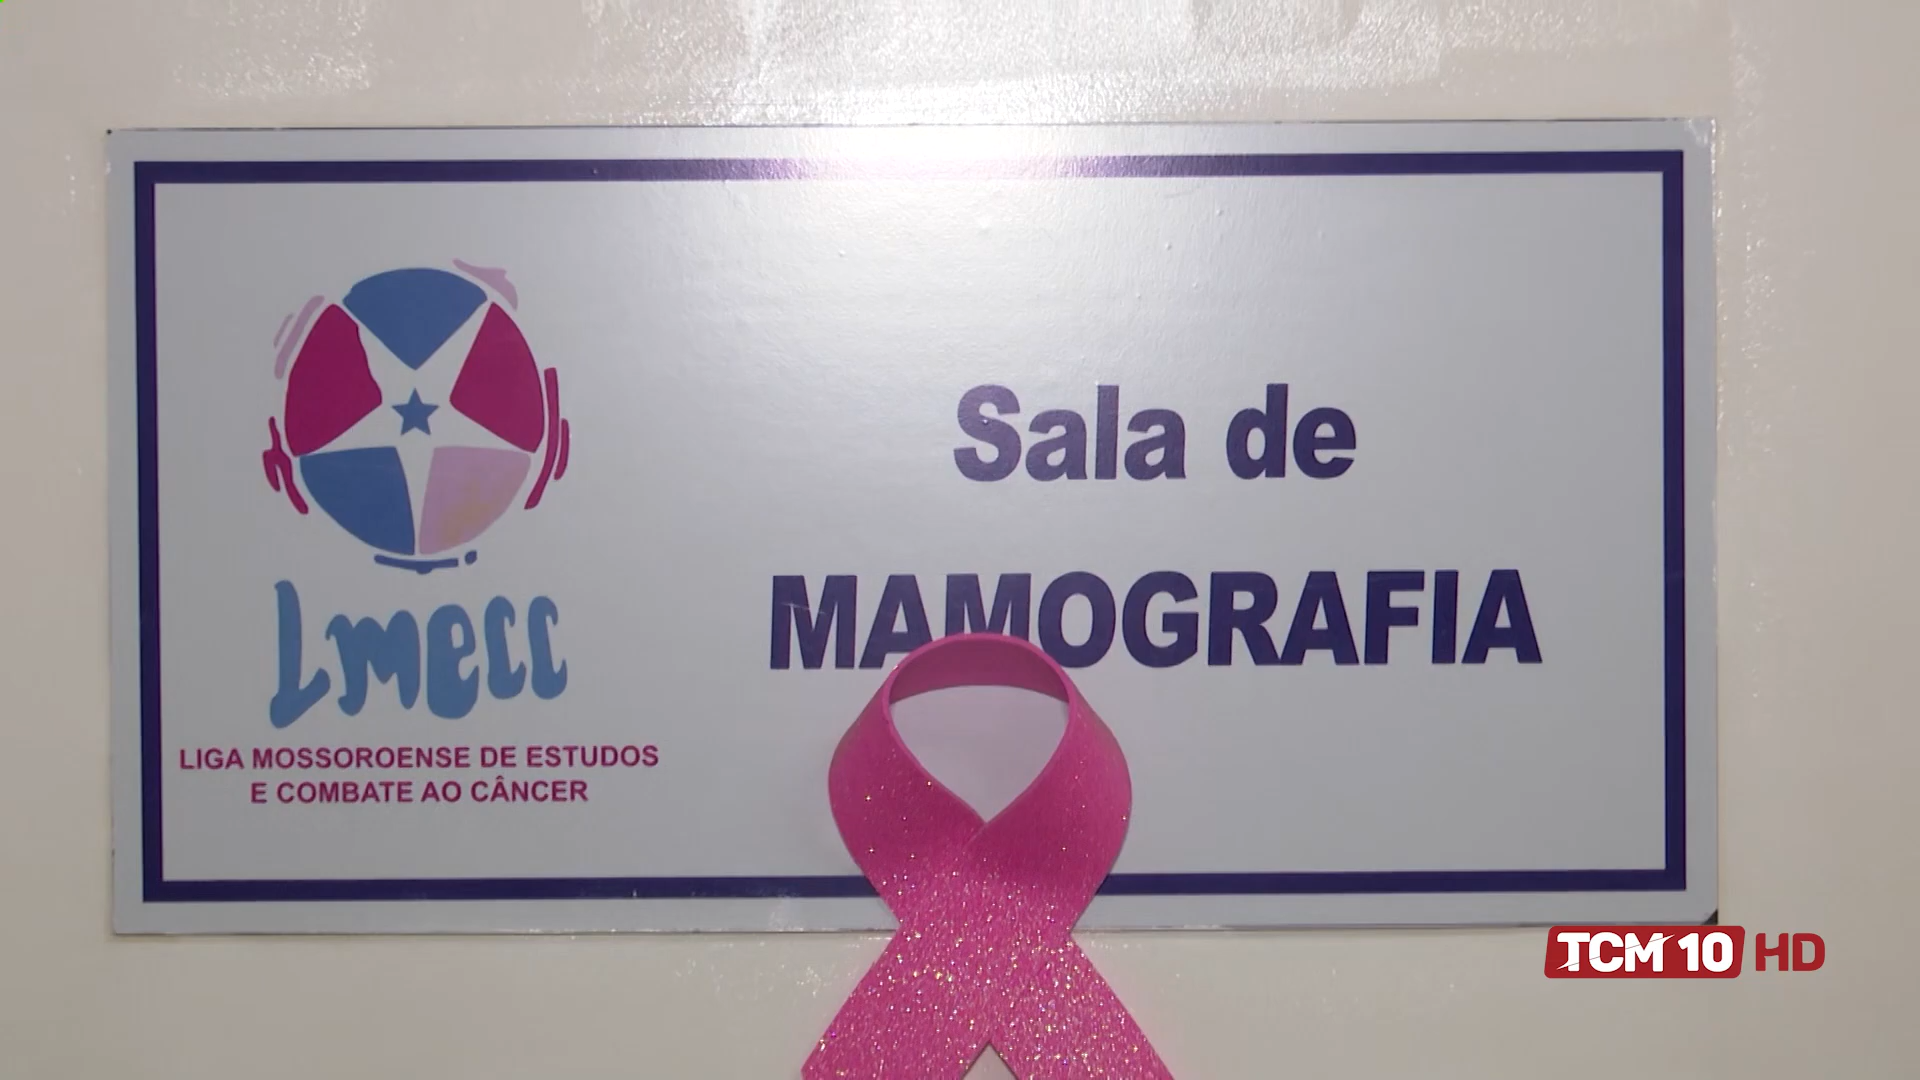 Sala de
MAMOGRAFIA
Lmecc
LIGA MOSSOROENSE DE ESTUDOS
E COMBATE AO CÂNCER
TCM 10 HD